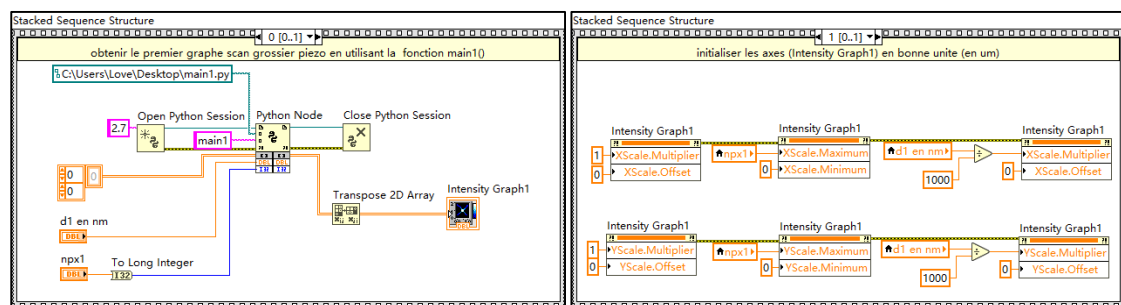 Stacked Sequence Structure
0 [0..1]
obtenir le premier graphe scan grossier piezo en utilisant la fonction main1()
C:\Users\Love\Desktop\main1.py
Open Python Session
Python Node
Close Python Session
2.7
main1
DBL
I32
0
0
0
Transpose 2D Array
Intensity Graph1
DBL
d1 en nm
DBL
npx1
To Long Integer
DBL
I32
Stacked Sequence Structure
1 [0..1]
initialiser les axes (Intensity Graph1) en bonne unite (en um)
Intensity Graph1
Intensity Graph1
Intensity Graph1
1
XScale.Multiplier
npx1
XScale.Maximum
d1 en nm
XScale.Multiplier
0
XScale.Offset
0
XScale.Minimum
1000
0
XScale.Offset
Intensity Graph1
Intensity Graph1
Intensity Graph1
1
YScale.Multiplier
npx1
YScale.Maximum
d1 en nm
YScale.Multiplier
0
YScale.Offset
0
YScale.Minimum
1000
0
YScale.Offset